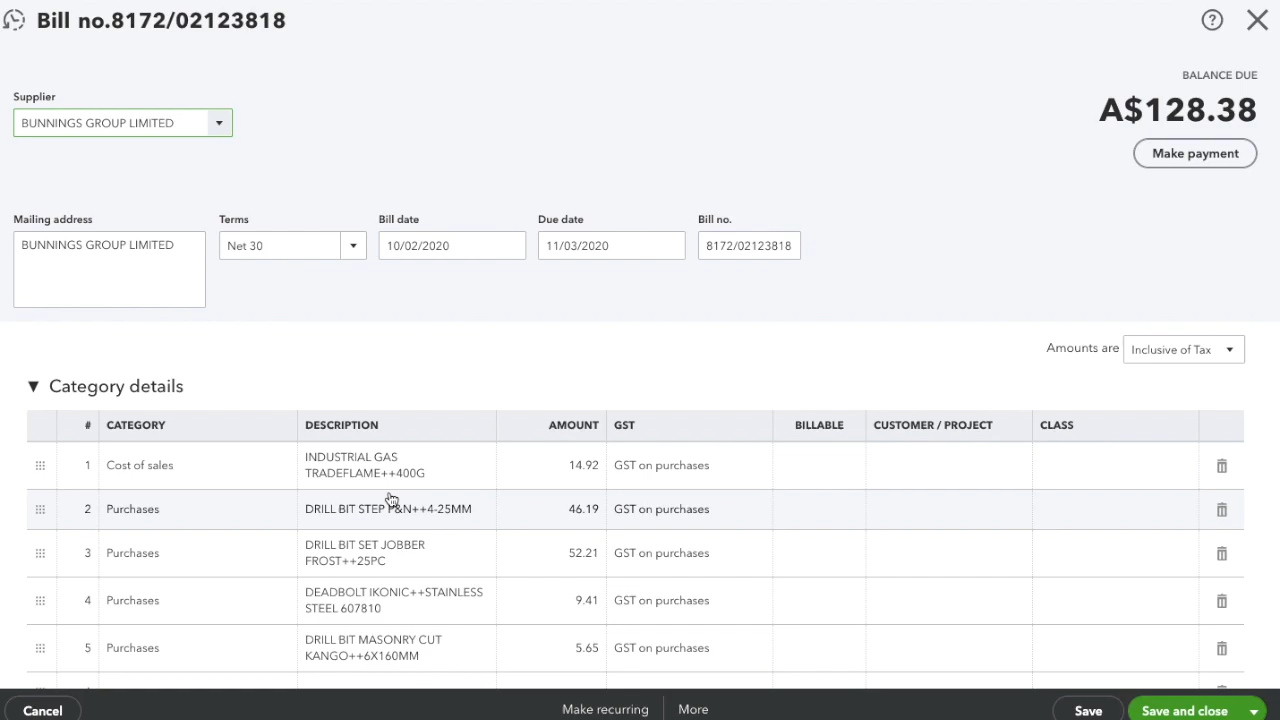 Bill no.8172/02123818
BALANCE DUE
A$128.38
Make payment
Supplier
BUNNINGS GROUP LIMITED
Mailing address
BUNNINGS GROUP LIMITED
Terms
Net 30
Bill date
10/02/2020
Due date
11/03/2020
Bill no.
8172/02123818
Amounts are Inclusive of Tax
Category details
# CATEGORY DESCRIPTION AMOUNT GST BILLABLE CUSTOMER / PROJECT CLASS
1 Cost of sales INDUSTRIAL GAS
TRADEFLAME++400G 14.92 GST on purchases
2 Purchases DRILL BIT STEP P&N++4-25MM 46.19 GST on purchases
3 Purchases DRILL BIT SET JOBBER
FROST++25PC 52.21 GST on purchases
4 Purchases DEADBOLT IKONIC++STAINLESS
STEEL 607810 9.41 GST on purchases
5 Purchases DRILL BIT MASONRY CUT
KANGO++6X160MM 5.65 GST on purchases
Cancel Make recurring More Save Save and close